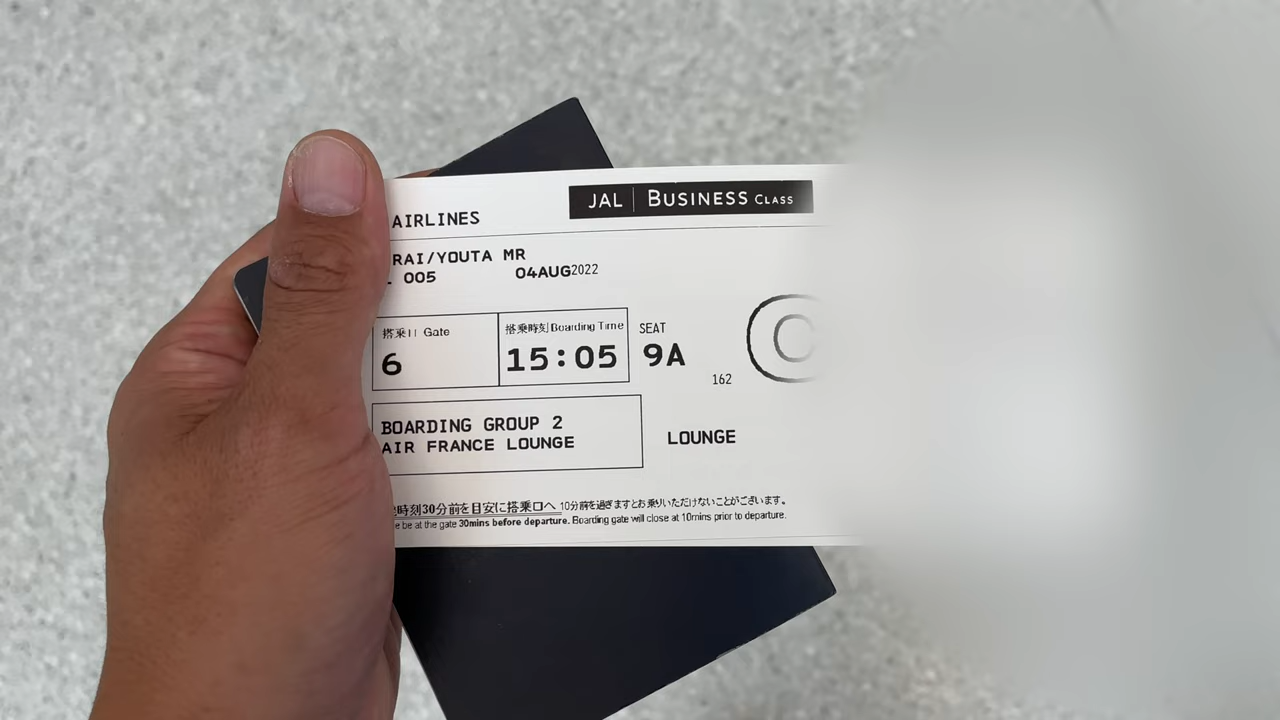 JAL BUSINESS CLASS
AIRLINES
RAI/YOUTA MR
005 04AUG2022
搭乗口 Gate
搭乗時刻 Boarding Time
SEAT
6
15:05
9A
162
BOARDING GROUP 2
AIR FRANCE LOUNGE
LOUNGE
時刻30分前を目安に搭乗口へ 10分前を過ぎますとお乗りいただけないことがございます。
e be at the gate 30mins before departure. Boarding gate will close at 10mins prior to departure.